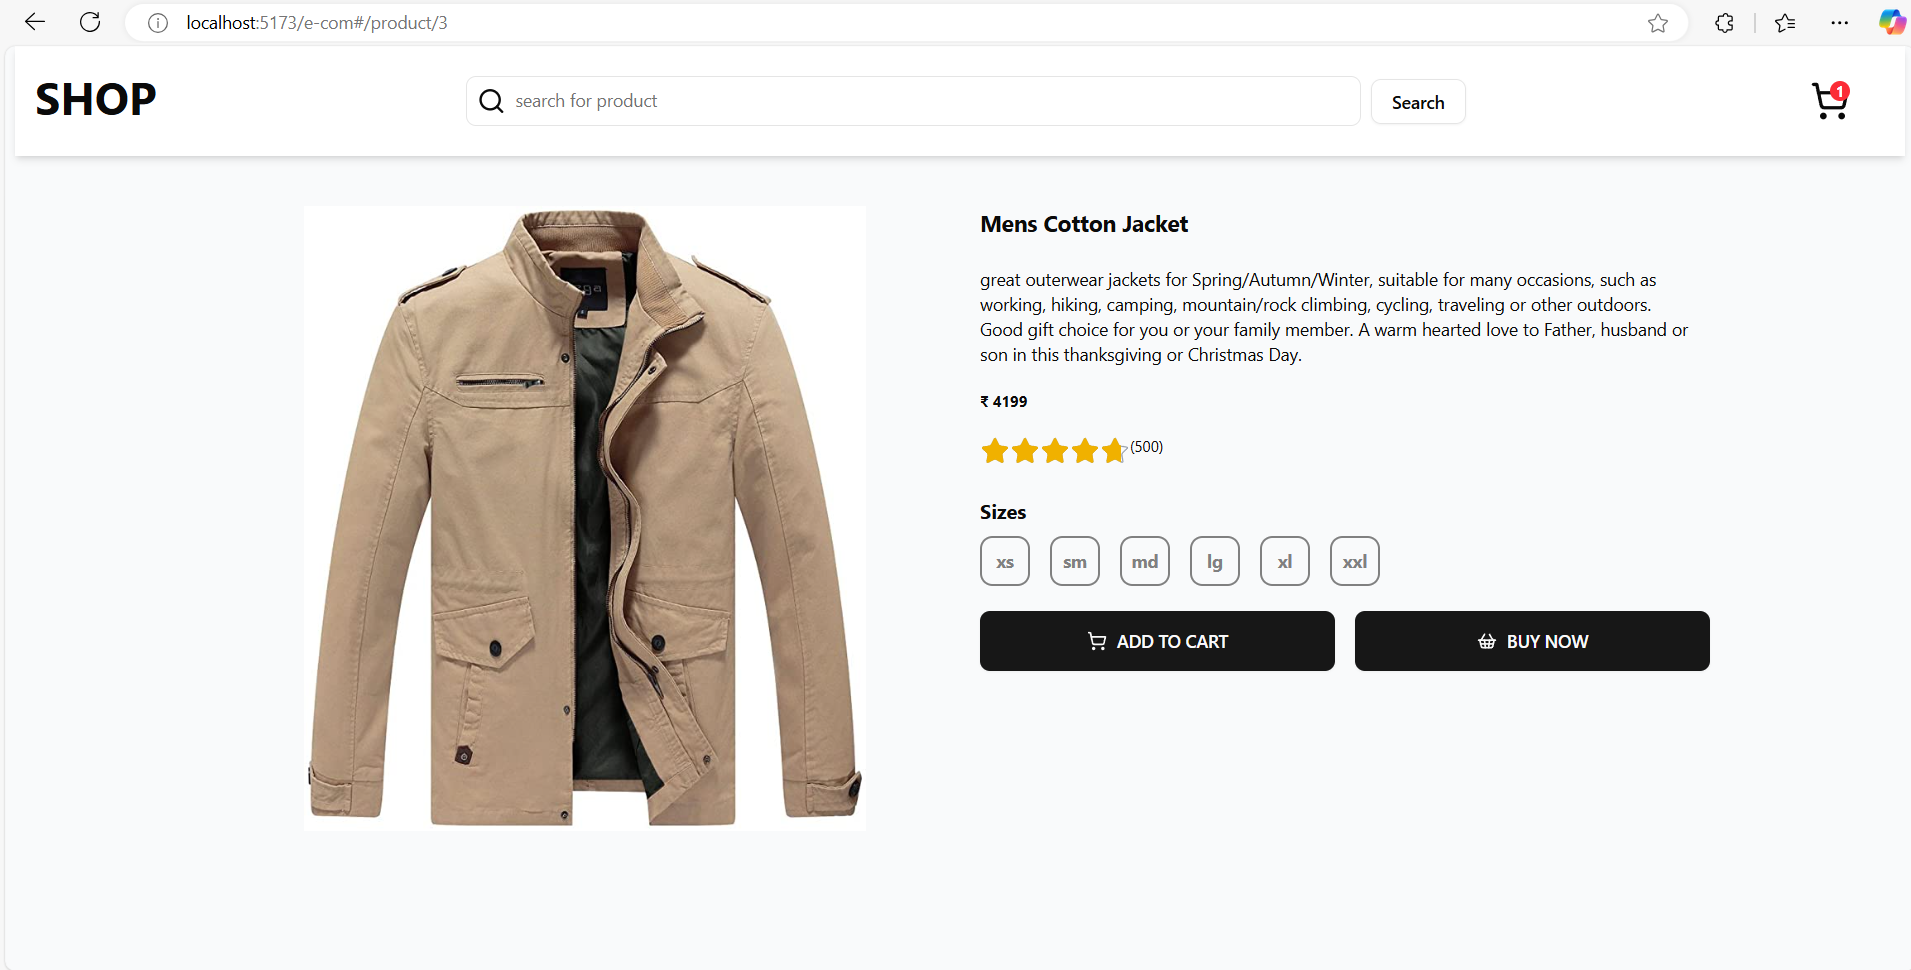 localhost:5173/e-com#/product/3
SHOP
search for product
Search
1
Mens Cotton Jacket
great outerwear jackets for Spring/Autumn/Winter, suitable for many occasions, such as
working, hiking, camping, mountain/rock climbing, cycling, traveling or other outdoors.
Good gift choice for you or your family member. A warm hearted love to Father, husband or
son in this thanksgiving or Christmas Day.
₹ 4199
(500)
Sizes
xs sm md lg xl xxl
ADD TO CART BUY NOW